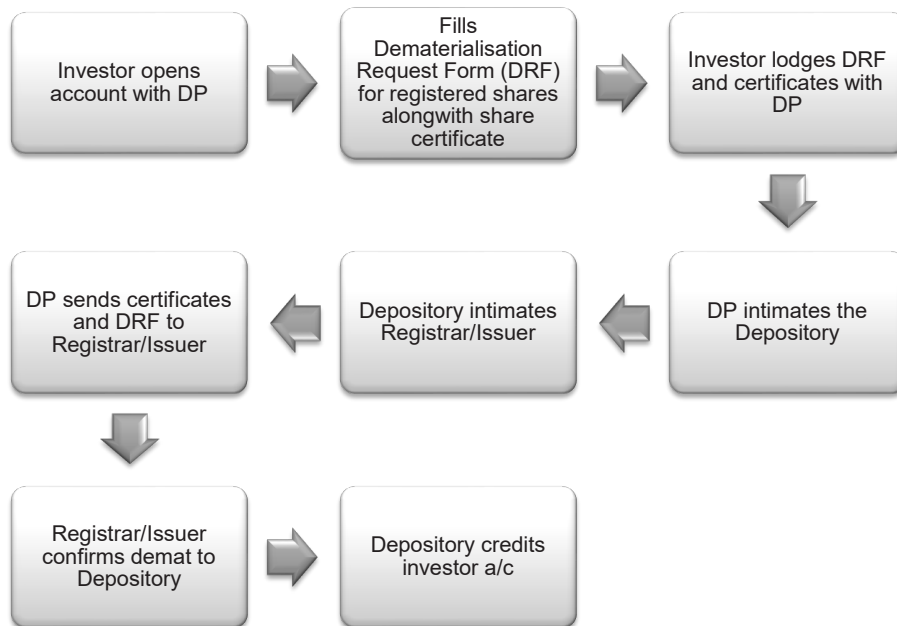 Investor opens
account with DP
Fills
Dematerialisation
Request Form (DRF)
for registered shares
alongwith share
certificate
Investor lodges DRF
and certificates with
DP
DP intimates the
Depository
Depository intimates
Registrar/Issuer
DP sends certificates
and DRF to
Registrar/Issuer
Registrar/Issuer
confirms demat to
Depository
Depository credits
investor a/c